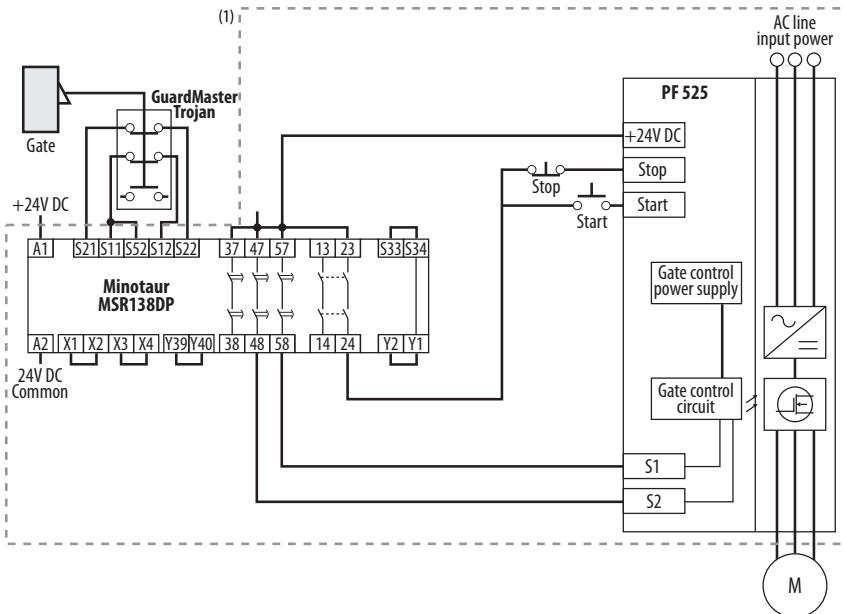 (1)
AC line
input power
PF 525
GuardMaster
Trojan
+24V DC
Gate
Stop
Stop
+24V DC
Start
Start
A1 S21 S11 S52 S12 S22 37 47 57 13 23 S33 S34
Gate control
power supply
Minotaur
MSR138DP
A2 X1 X2 X3 X4 Y39 Y40 38 48 58 14 24 Y2 Y1
24V DC
Common
Gate control
circuit
S1
S2
M